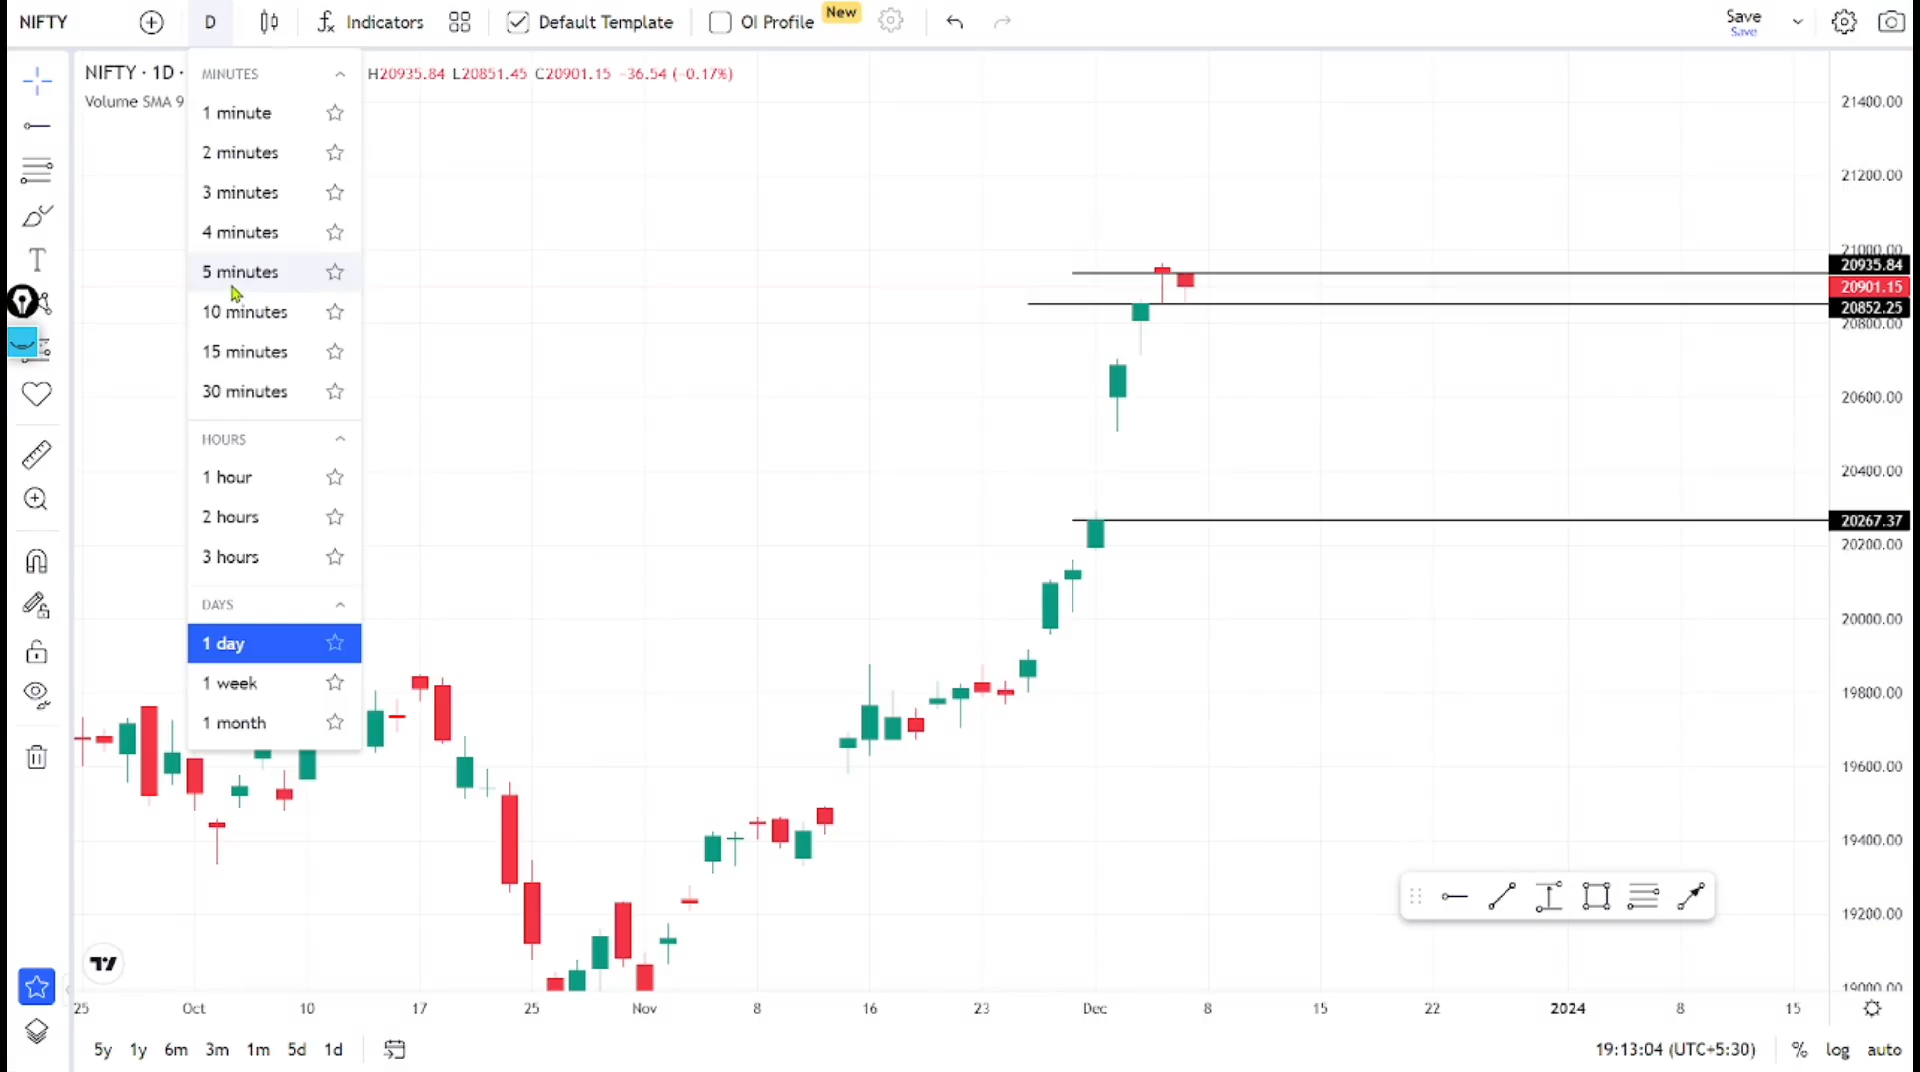 NIFTY
D
Indicators
Default Template
OI Profile
New
Save
Save
NIFTY · 1D ·
H20935.84 L20851.45 C20901.15 −36.54 (−0.17%)
Volume SMA 9
MINUTES
1 minute
2 minutes
3 minutes
4 minutes
5 minutes
10 minutes
15 minutes
30 minutes
HOURS
1 hour
2 hours
3 hours
DAYS
1 day
1 week
1 month
21400.00
21200.00
21000.00
20935.84
20901.15
20852.25
20800.00
20600.00
20400.00
20267.37
20200.00
20000.00
19800.00
19600.00
19400.00
19200.00
19000.00
25 Oct 10 17 25 Nov 8 16 23 Dec 8 15 22 2024 8 15
5y 1y 6m 3m 1m 5d 1d
19:13:04 (UTC+5:30) % log auto